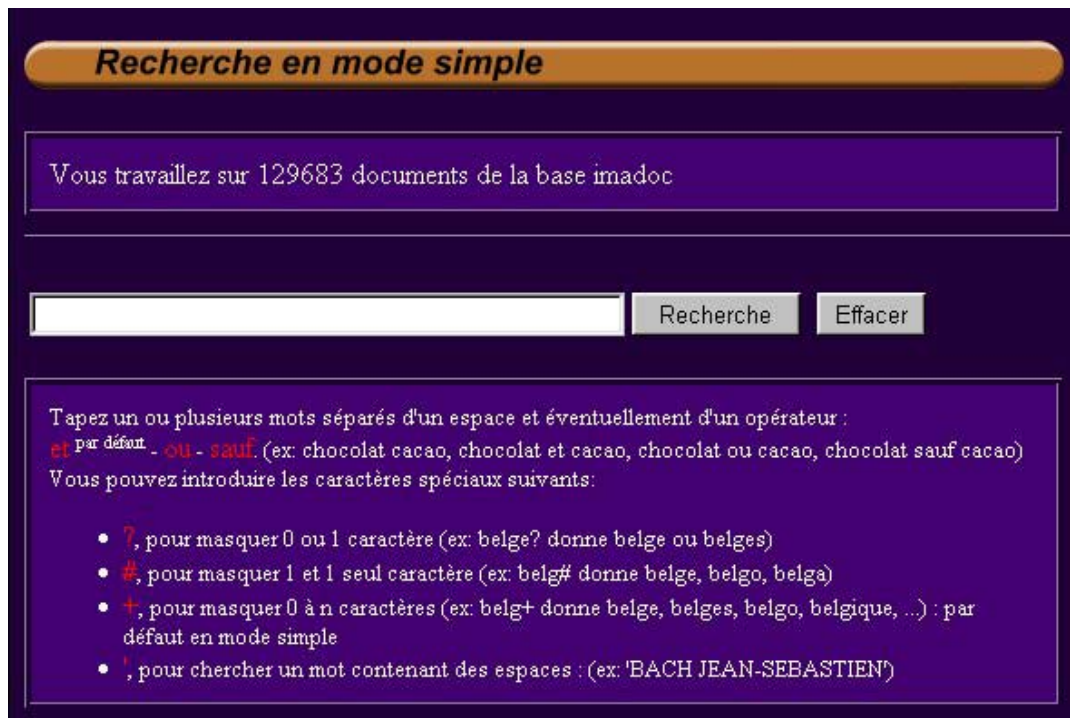 Recherche en mode simple
Vous travaillez sur 129683 documents de la base imadoc
Recherche Effacer
Tapez un ou plusieurs mots séparés d'un espace et éventuellement d'un opérateur :
et par défaut - ou - sauf. (ex: chocolat cacao, chocolat et cacao, chocolat ou cacao, chocolat sauf cacao)
Vous pouvez introduire les caractères spéciaux suivants:
• ?, pour masquer 0 ou 1 caractère (ex: belge? donne belge ou belges)
• #, pour masquer 1 et 1 seul caractère (ex: belg# donne belge, belgo, belga)
• +, pour masquer 0 à n caractères (ex: belg+ donne belge, belges, belgo, belgique, ...) : par
défaut en mode simple
• ', pour chercher un mot contenant des espaces : (ex: 'BACH JEAN-SEBASTIEN')